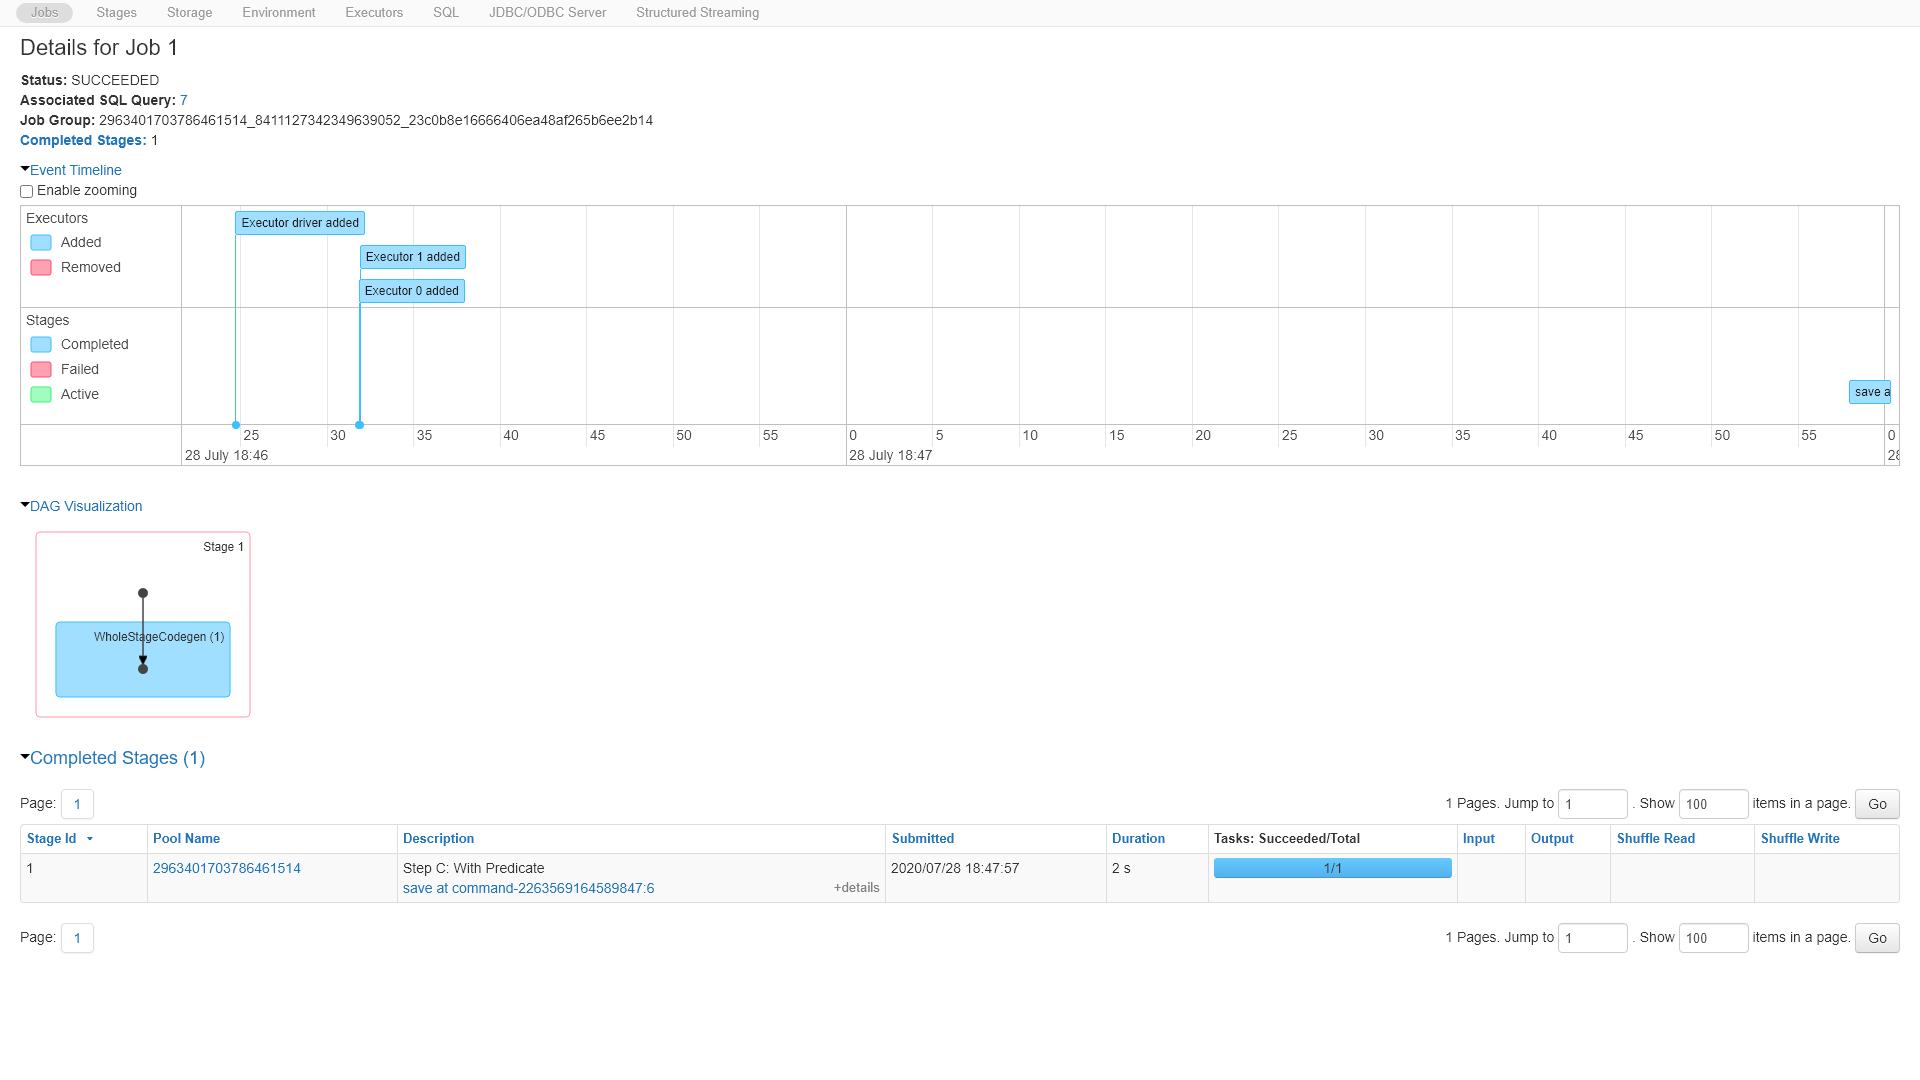 Jobs Stages Storage Environment Executors SQL JDBC/ODBC Server Structured Streaming
Details for Job 1
Status: SUCCEEDED
Associated SQL Query: 7
Job Group: 2963401703786461514_8411127342349639052_23c0b8e16666406ea48af265b6ee2b14
Completed Stages: 1
Event Timeline
Enable zooming
Executors
Added
Removed
Executor driver added
Executor 1 added
Executor 0 added
Stages
Completed
Failed
Active
save a
25 30 35 40 45 50 55 0 5 10 15 20 25 30 35 40 45 50 55 0
28 July 18:46 28 July 18:47 28
DAG Visualization
Stage 1
WholeStageCodegen (1)
Completed Stages (1)
Page: 1 1 Pages. Jump to 1 . Show 100 items in a page. Go
Stage Id Pool Name Description Submitted Duration Tasks: Succeeded/Total Input Output Shuffle Read Shuffle Write
1 2963401703786461514 Step C: With Predicate 2020/07/28 18:47:57 2 s 1/1
save at command-2263569164589847:6 +details
Page: 1 1 Pages. Jump to 1 . Show 100 items in a page. Go